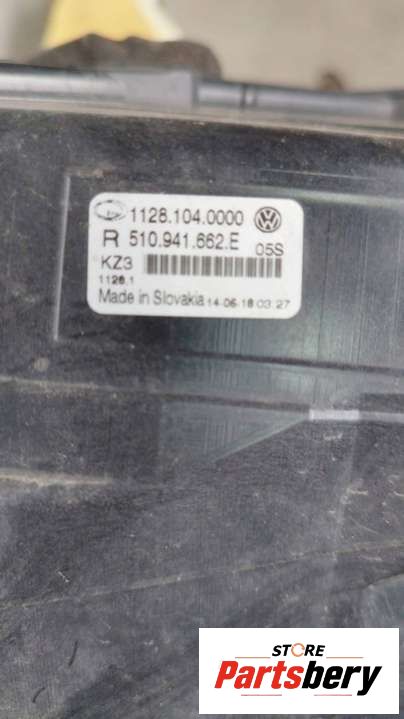 1128.104.0000
R 510.941.662.E 05S
KZ3
1128.1
Made in Slovakia 14-06-18 03:27
STORE
Partsbery